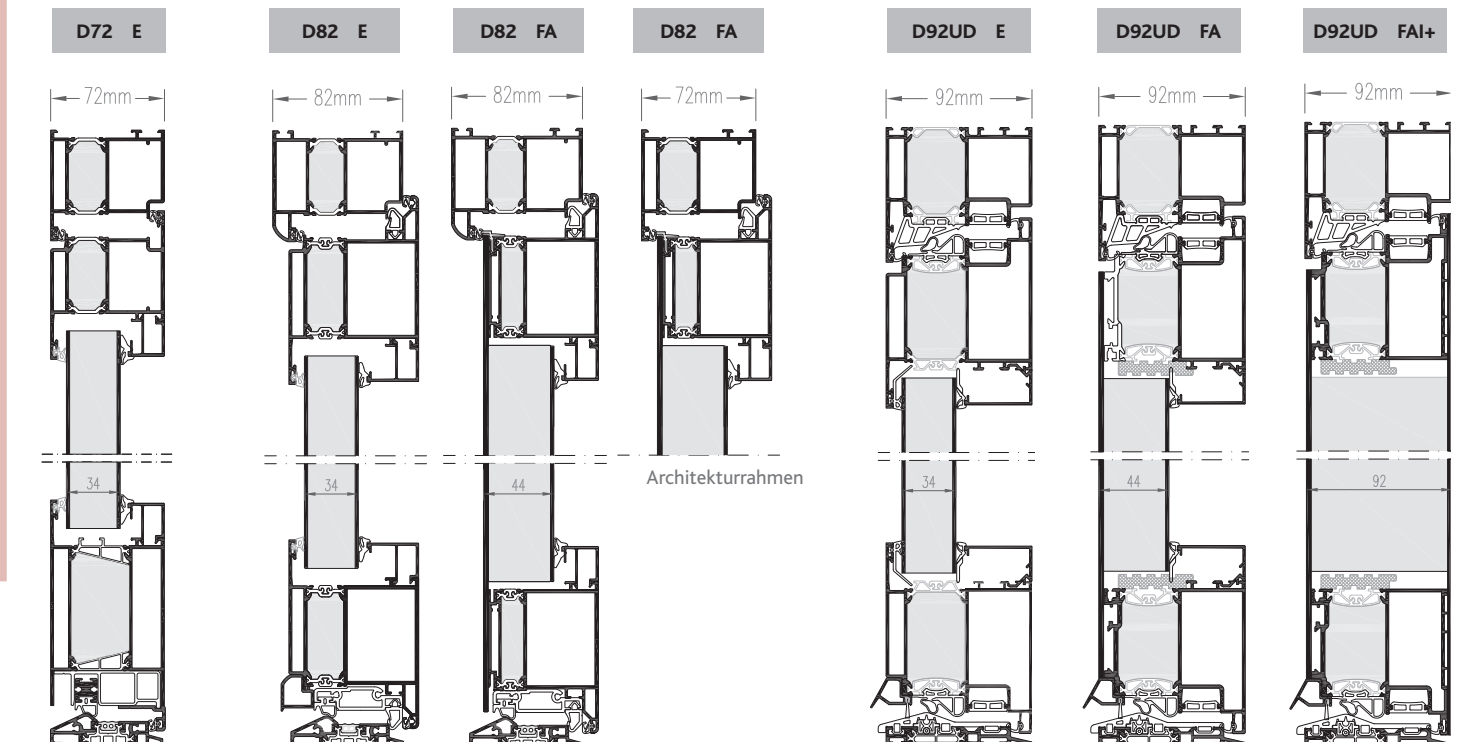 D72 E D82 E D82 FA D82 FA D92UD E D92UD FA D92UD FAI+
72mm 82mm 82mm 72mm 92mm 92mm 92mm
Architekturrahmen
34 34 44 34 44 92